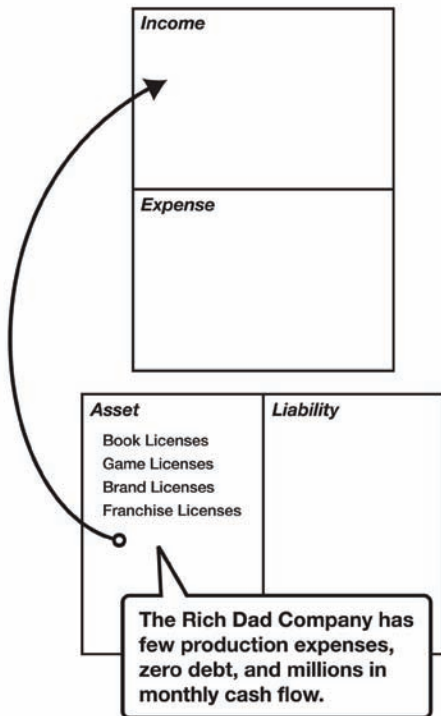 Income
Expense
Asset
Liability
Book Licenses
Game Licenses
Brand Licenses
Franchise Licenses
The Rich Dad Company has
few production expenses,
zero debt, and millions in
monthly cash flow.